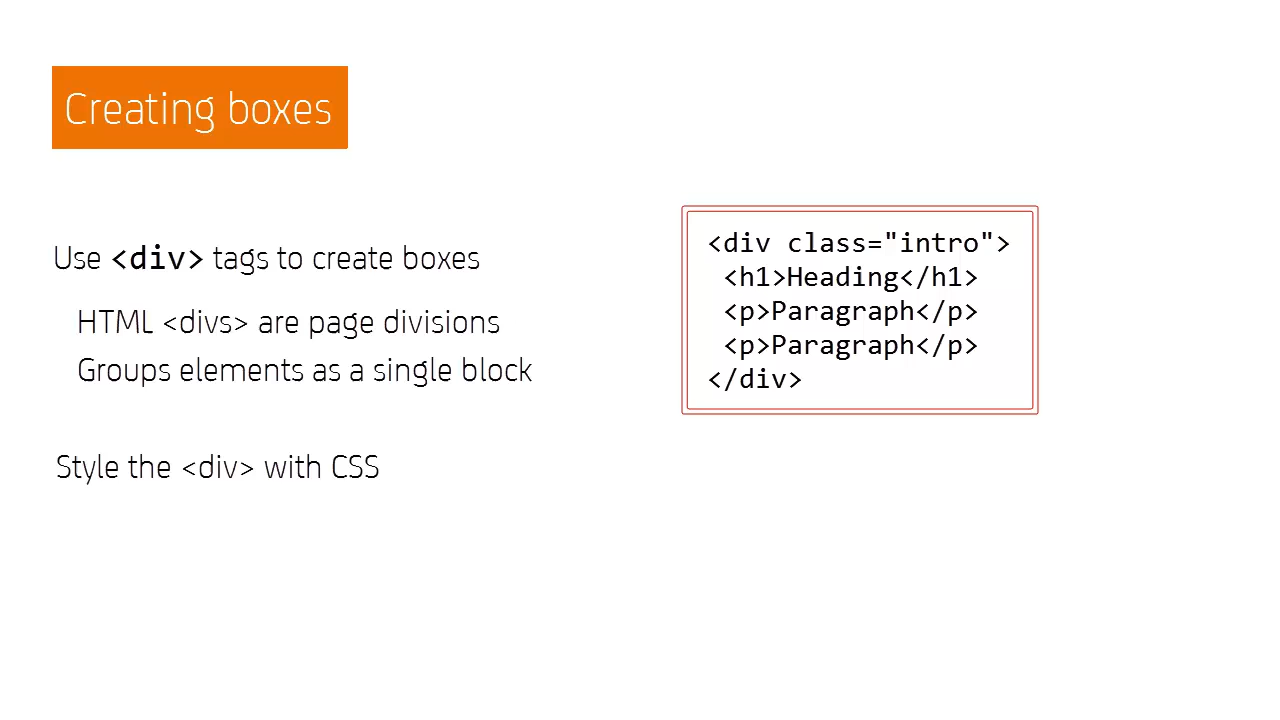 Creating boxes
Use <div> tags to create boxes
HTML <divs> are page divisions
Groups elements as a single block
Style the <div> with CSS
<div class="intro">
<h1>Heading</h1>
<p>Paragraph</p>
<p>Paragraph</p>
</div>